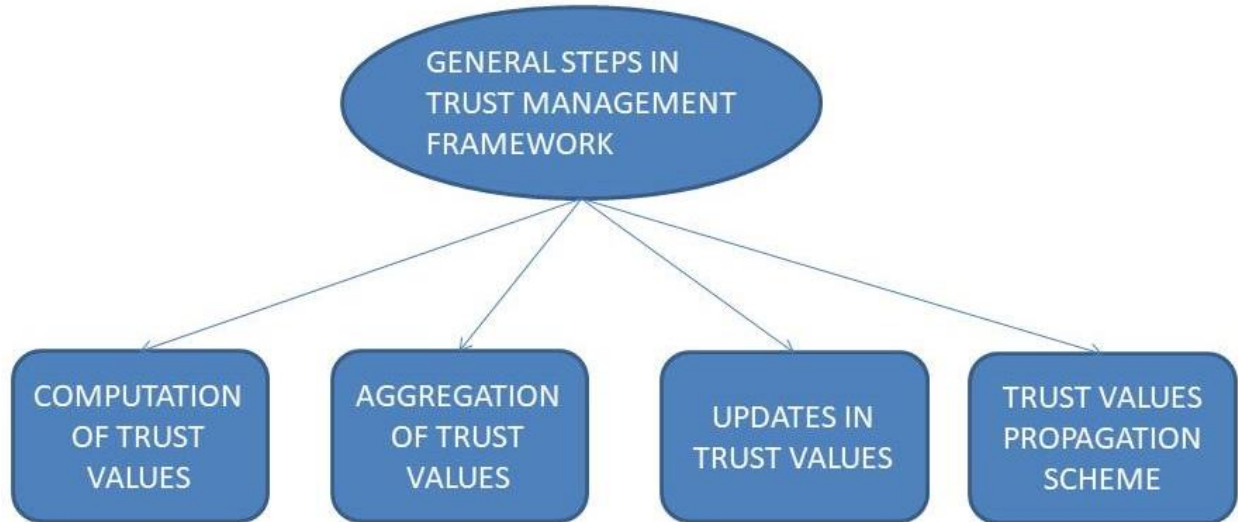 GENERAL STEPS IN
TRUST MANAGEMENT
FRAMEWORK
COMPUTATION
OF TRUST
VALUES
AGGREGATION
OF TRUST
VALUES
UPDATES IN
TRUST VALUES
TRUST VALUES
PROPAGATION
SCHEME